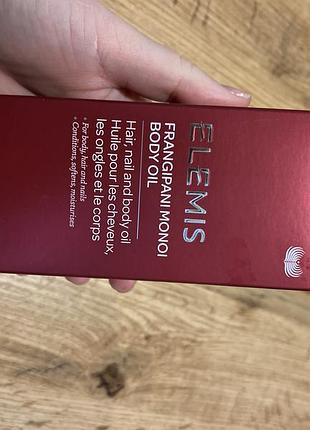 ELEMIS
FRANGIPANI MONOI
BODY OIL
Hair, nail and body oil
Huile pour les cheveux,
les ongles et le corps
• For body, hair and nails
• Conditions, softens, moisturises